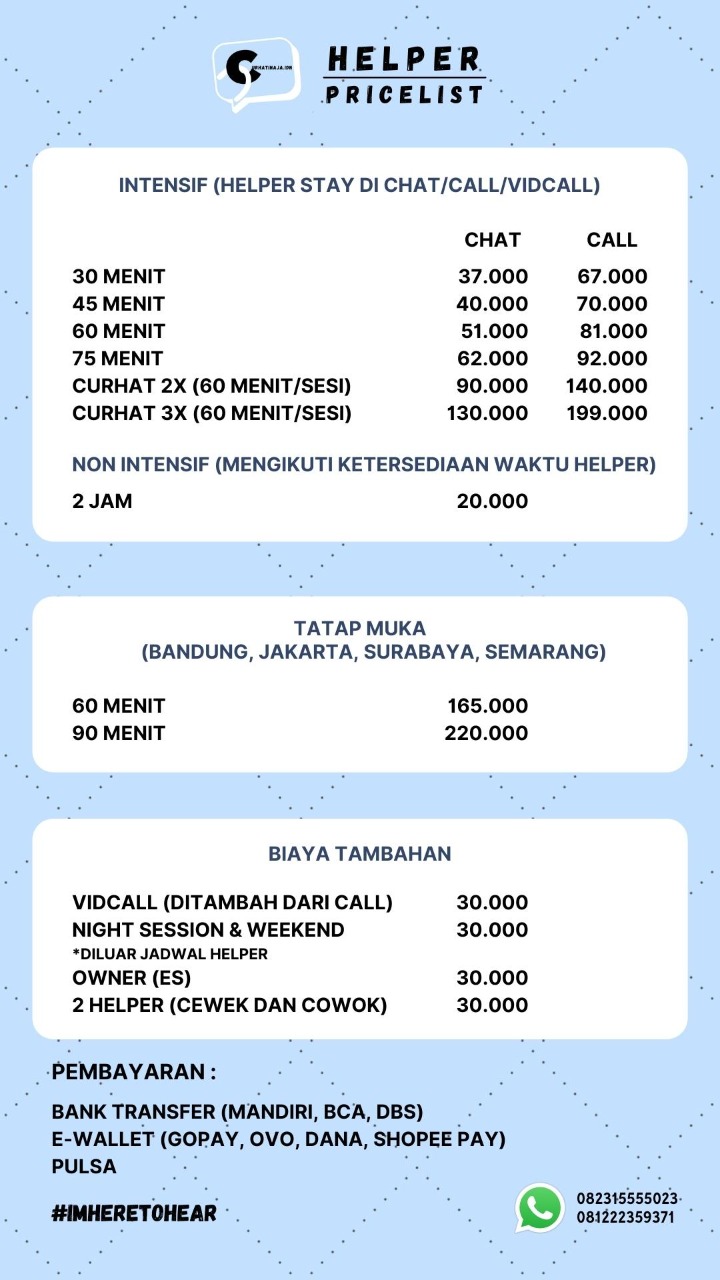 CURHATINAJA.IDN
HELPER
PRICELIST
INTENSIF (HELPER STAY DI CHAT/CALL/VIDCALL)
CHAT CALL
30 MENIT 37.000 67.000
45 MENIT 40.000 70.000
60 MENIT 51.000 81.000
75 MENIT 62.000 92.000
CURHAT 2X (60 MENIT/SESI) 90.000 140.000
CURHAT 3X (60 MENIT/SESI) 130.000 199.000
NON INTENSIF (MENGIKUTI KETERSEDIAAN WAKTU HELPER)
2 JAM 20.000
TATAP MUKA
(BANDUNG, JAKARTA, SURABAYA, SEMARANG)
60 MENIT 165.000
90 MENIT 220.000
BIAYA TAMBAHAN
VIDCALL (DITAMBAH DARI CALL) 30.000
NIGHT SESSION & WEEKEND 30.000
*DILUAR JADWAL HELPER
OWNER (ES) 30.000
2 HELPER (CEWEK DAN COWOK) 30.000
PEMBAYARAN :
BANK TRANSFER (MANDIRI, BCA, DBS)
E-WALLET (GOPAY, OVO, DANA, SHOPEE PAY)
PULSA
#IMHERETOHEAR
082315555023
081222359371